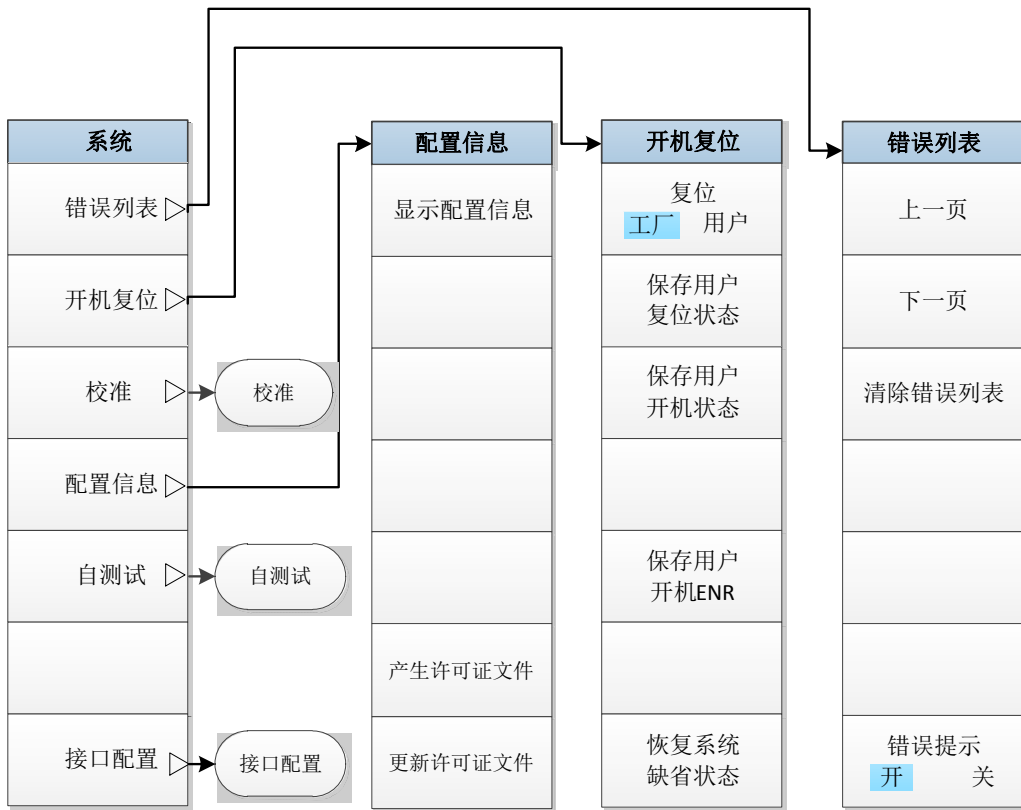 系统
错误列表
开机复位
校准
校准
配置信息
自测试
自测试
接口配置
接口配置
配置信息
显示配置信息
产生许可证文件
更新许可证文件
开机复位
复位
工厂 用户
保存用户
复位状态
保存用户
开机状态
保存用户
开机ENR
恢复系统
缺省状态
错误列表
上一页
下一页
清除错误列表
错误提示
开 关